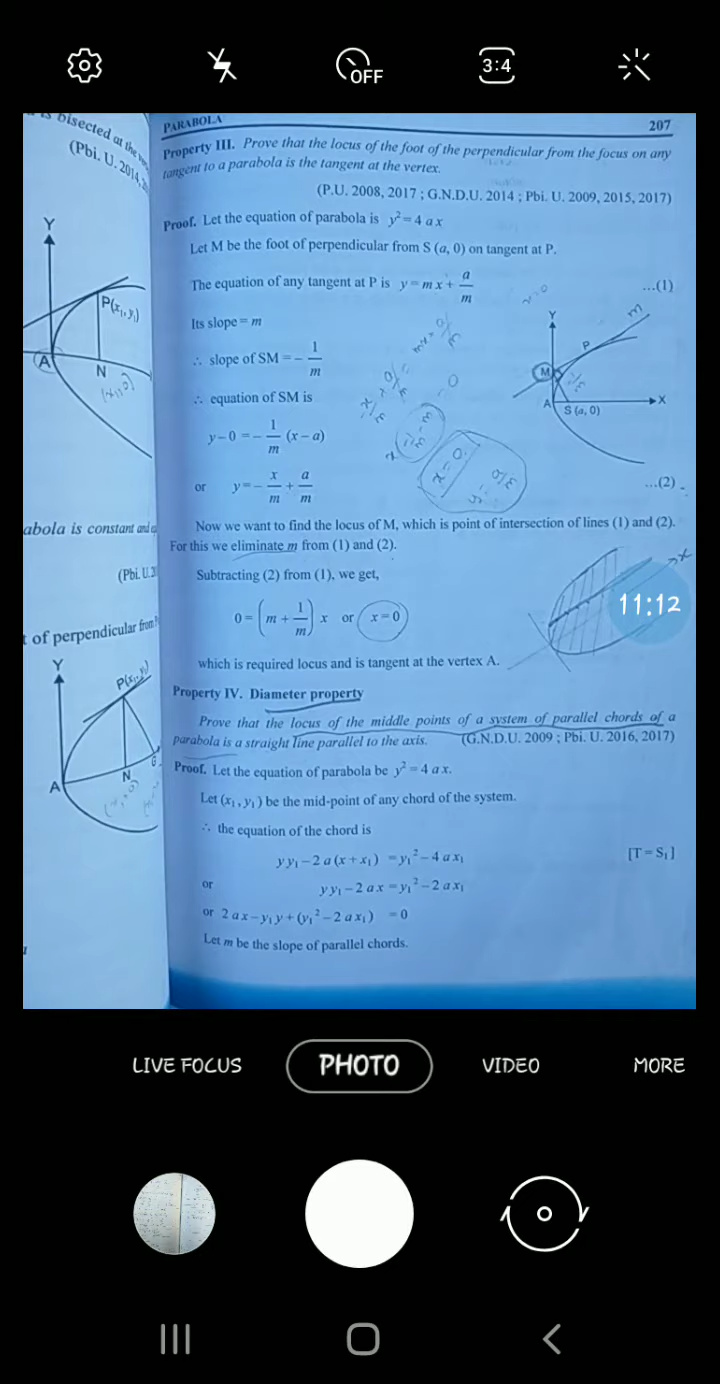 OFF
3:4
is bisected at the
(Pbi. U. 2014,
Y
P(x₁, y₁)
A
N
(x₁, 0)
abola is constant and
(Pbi. U.
t of perpendicular from
Y
P(x₁, y₁)
A
N
G
PARABOLA
207
Property III. Prove that the locus of the foot of the perpendicular from the focus on any
tangent to a parabola is the tangent at the vertex.
(P.U. 2008, 2017 ; G.N.D.U. 2014 ; Pbi. U. 2009, 2015, 2017)
Proof. Let the equation of parabola is y² = 4 ax
Let M be the foot of perpendicular from S (a, 0) on tangent at P.
The equation of any tangent at P is y = m x + a/m ...(1)
Its slope = m
∴ slope of SM = – 1/m
∴ equation of SM is
y – 0 = – 1/m (x – a)
or y = – x/m + a/m ...(2)
x=0
m
Y
P
M
A
S (a, 0)
X
x=0.
y = a/m
Now we want to find the locus of M, which is point of intersection of lines (1) and (2).
For this we eliminate m from (1) and (2).
Subtracting (2) from (1), we get,
0 = (m + 1/m) x or x = 0
which is required locus and is tangent at the vertex A.
11:12
Property IV. Diameter property
Prove that the locus of the middle points of a system of parallel chords of a
parabola is a straight line parallel to the axis. (G.N.D.U. 2009 ; Pbi. U. 2016, 2017)
Proof. Let the equation of parabola be y² = 4 ax.
Let (x₁, y₁) be the mid-point of any chord of the system.
∴ the equation of the chord is
y y₁ – 2 a (x + x₁) = y₁² – 4 a x₁ [T = S₁]
or y y₁ – 2 ax = y₁² – 2 a x₁
or 2 ax – y₁ y + (y₁² – 2 a x₁) = 0
Let m be the slope of parallel chords.
LIVE FOCUS
PHOTO
VIDEO
MORE